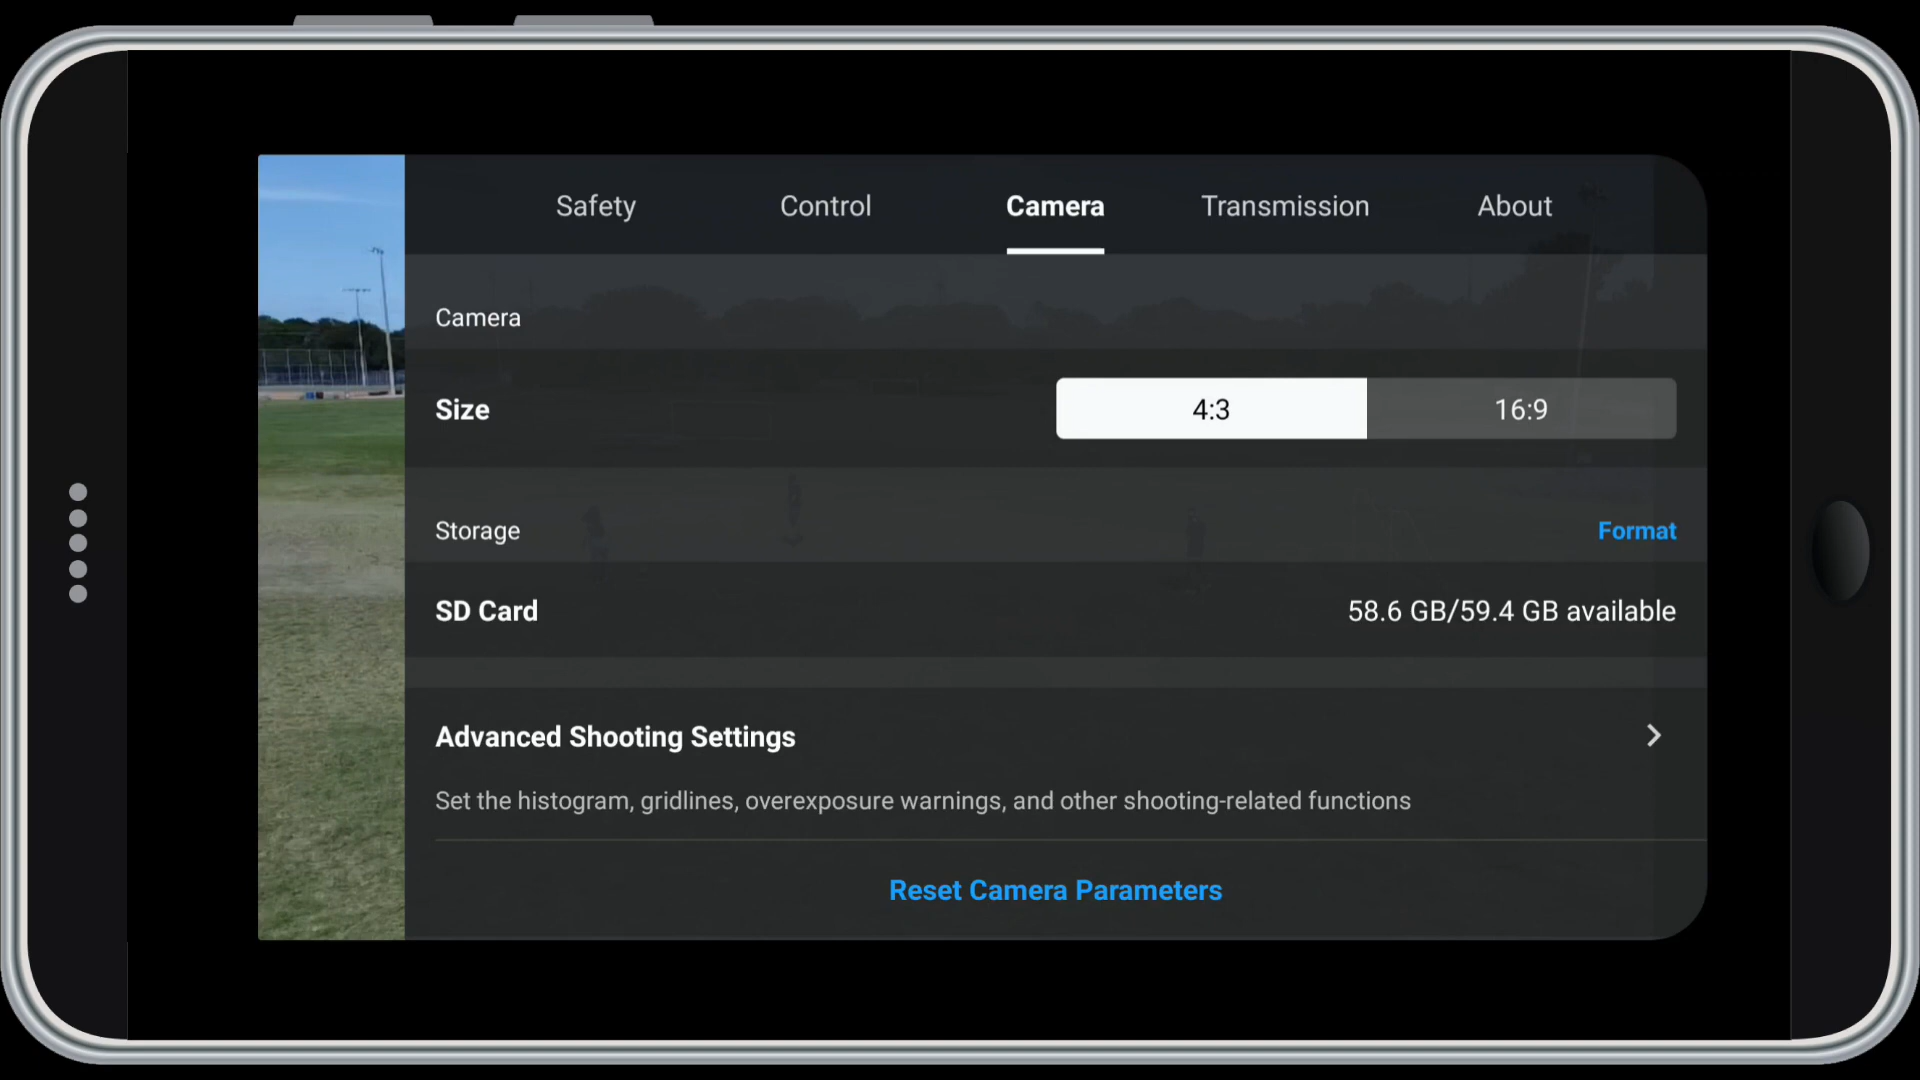 Safety Control Camera Transmission About
Camera
Size 4:3 16:9
Storage Format
SD Card 58.6 GB/59.4 GB available
Advanced Shooting Settings
Set the histogram, gridlines, overexposure warnings, and other shooting-related functions
Reset Camera Parameters